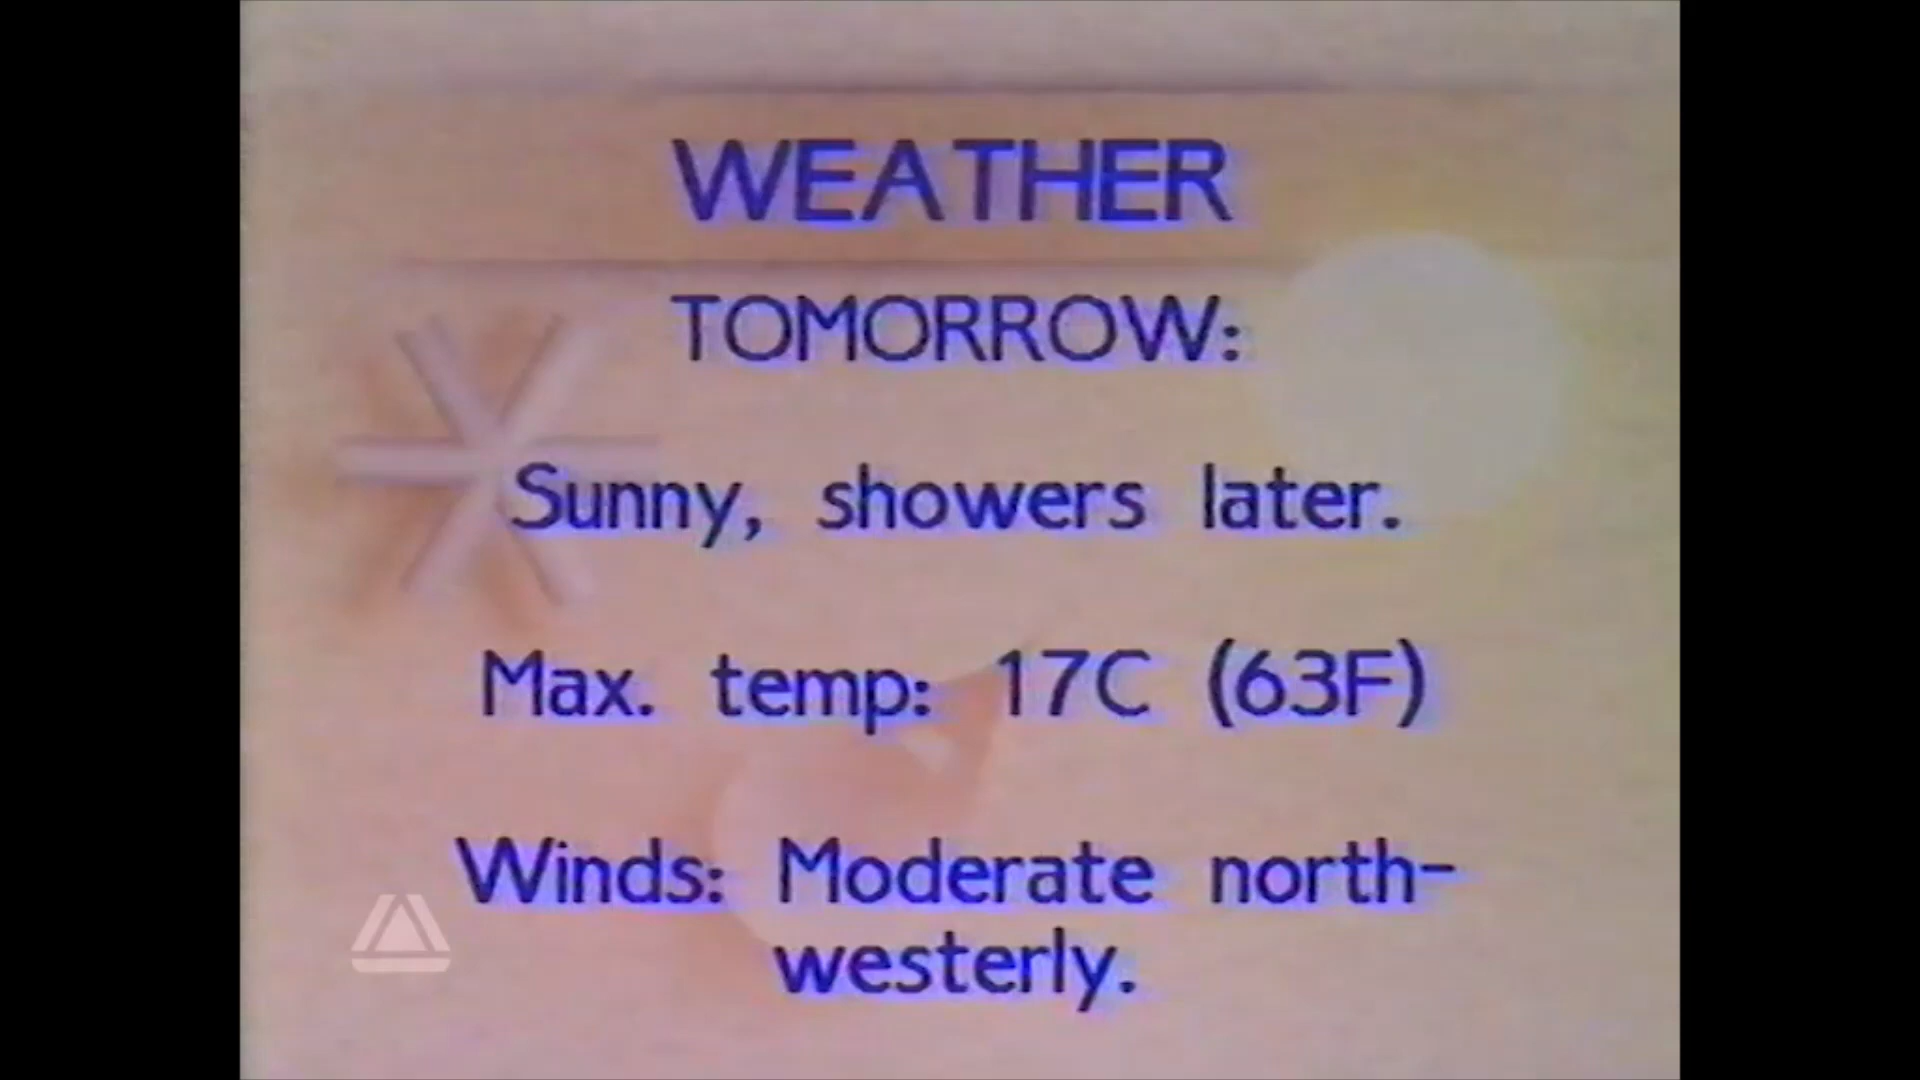 WEATHER
TOMORROW:
Sunny, showers later.
Max. temp: 17C (63F)
Winds: Moderate north-
westerly.